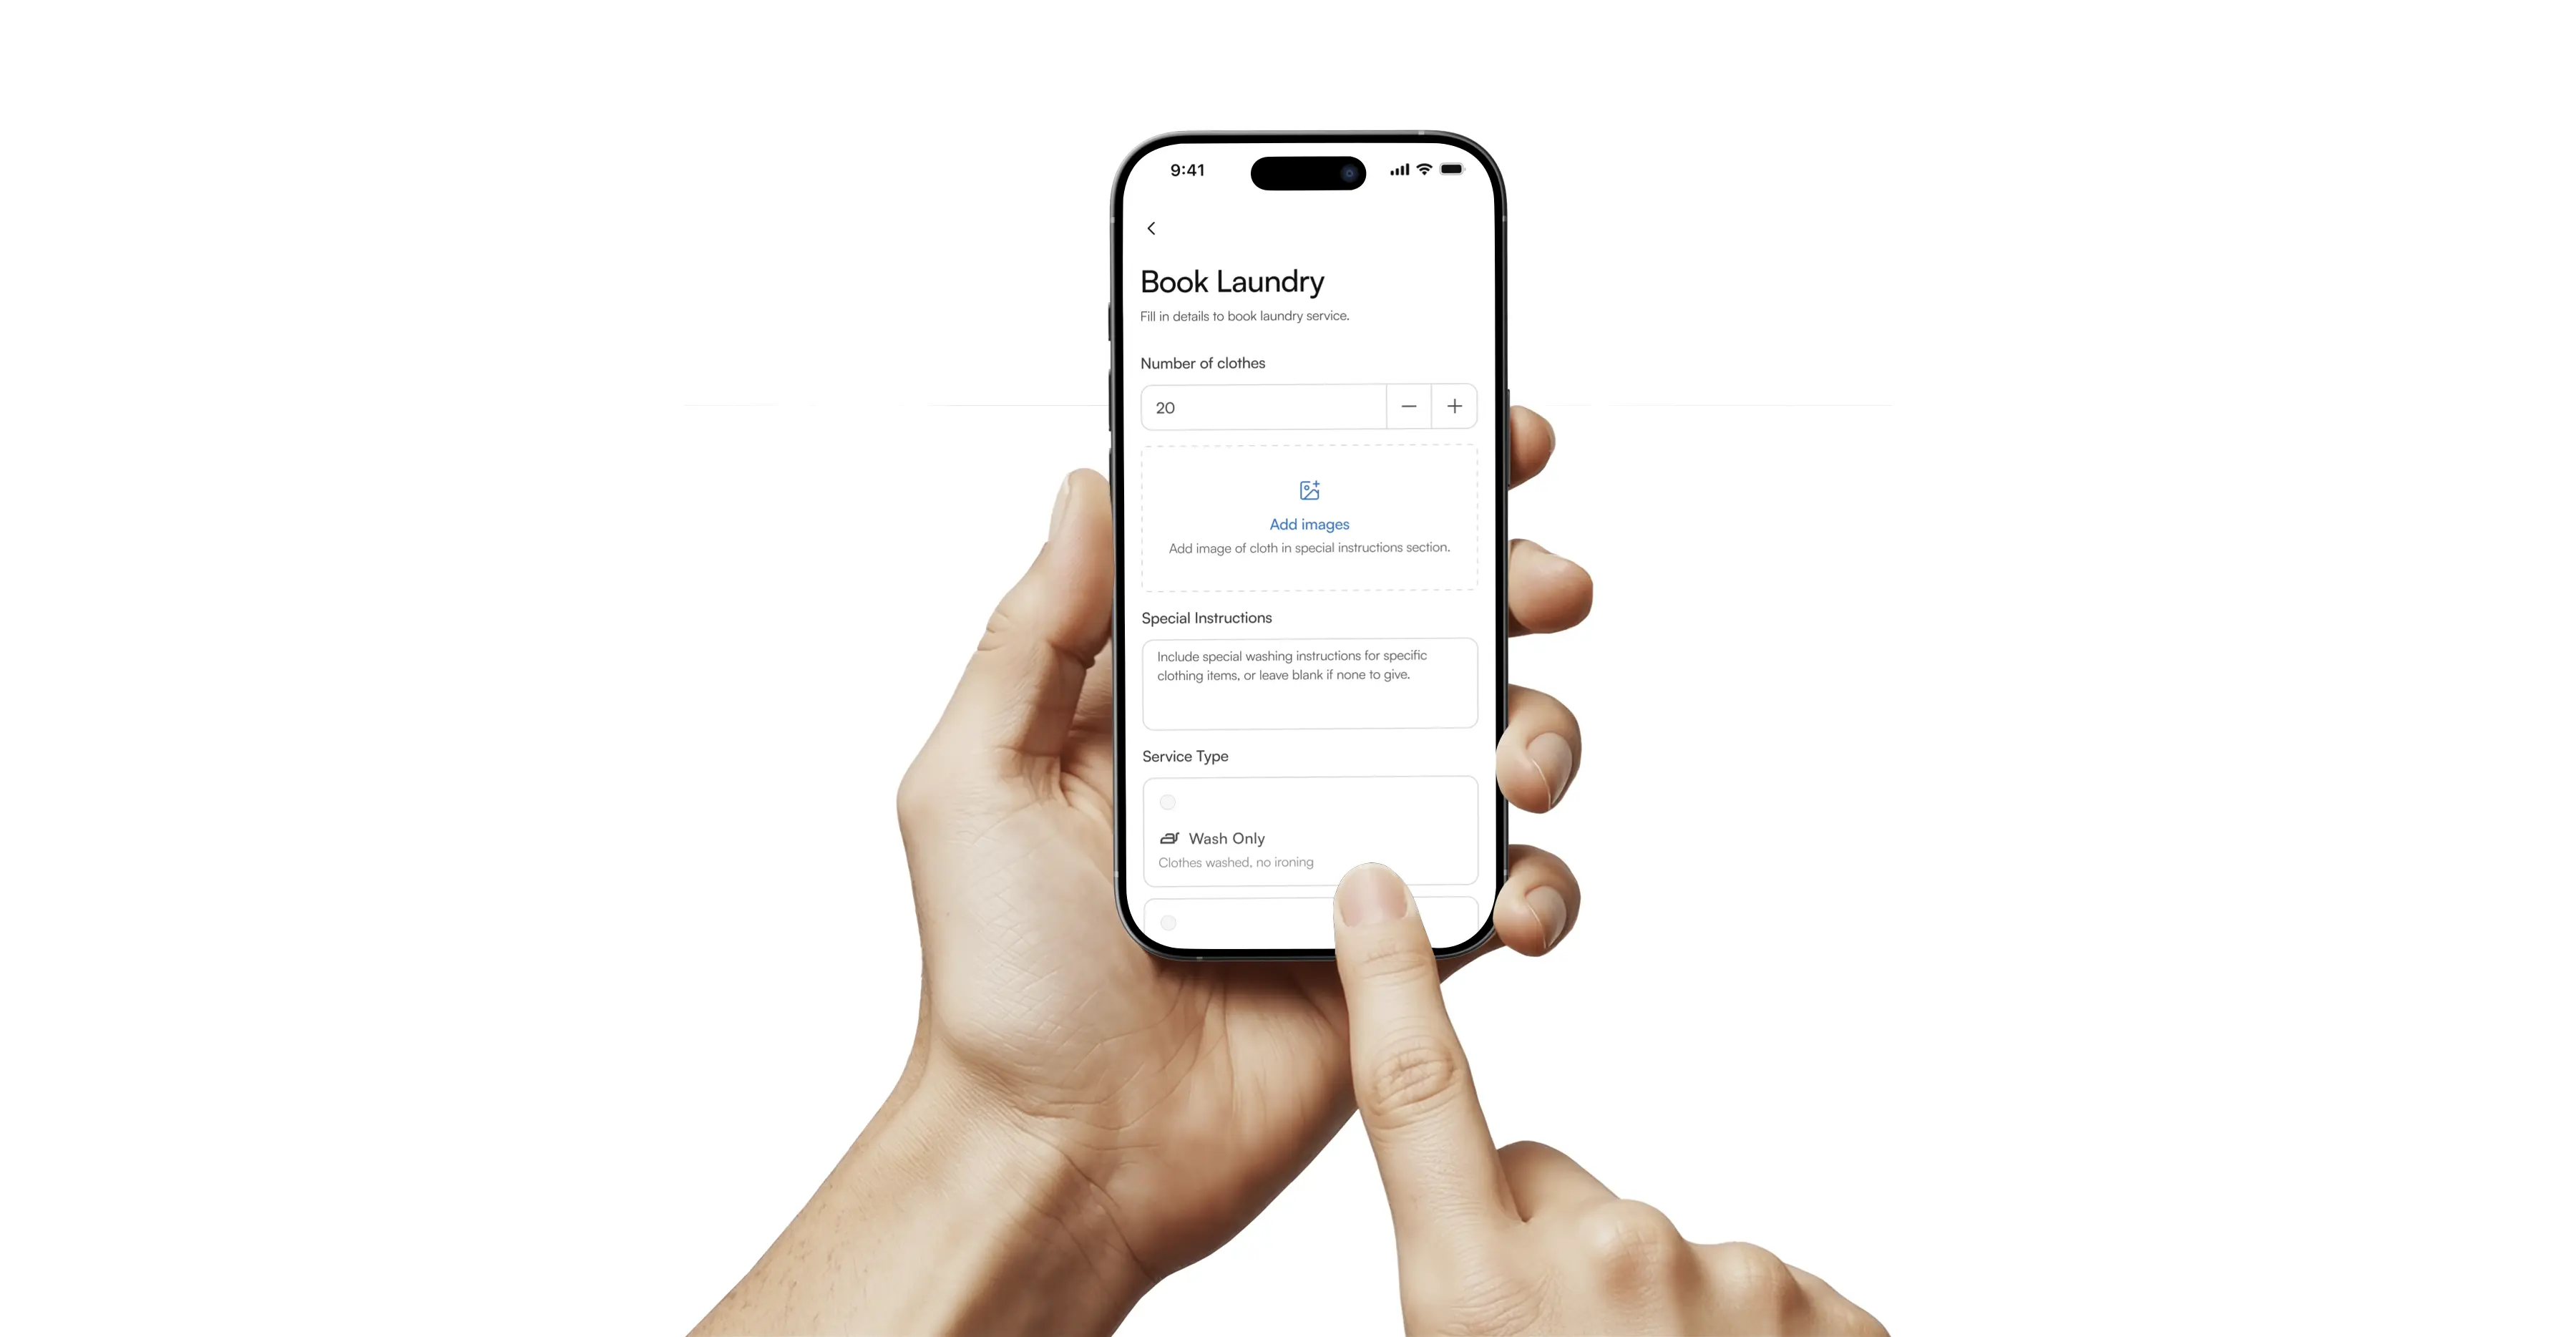 9:41
Book Laundry
Fill in details to book laundry service.
Number of clothes
20
Add images
Add image of cloth in special instructions section.
Special Instructions
Include special washing instructions for specific
clothing items, or leave blank if none to give.
Service Type
Wash Only
Clothes washed, no ironing